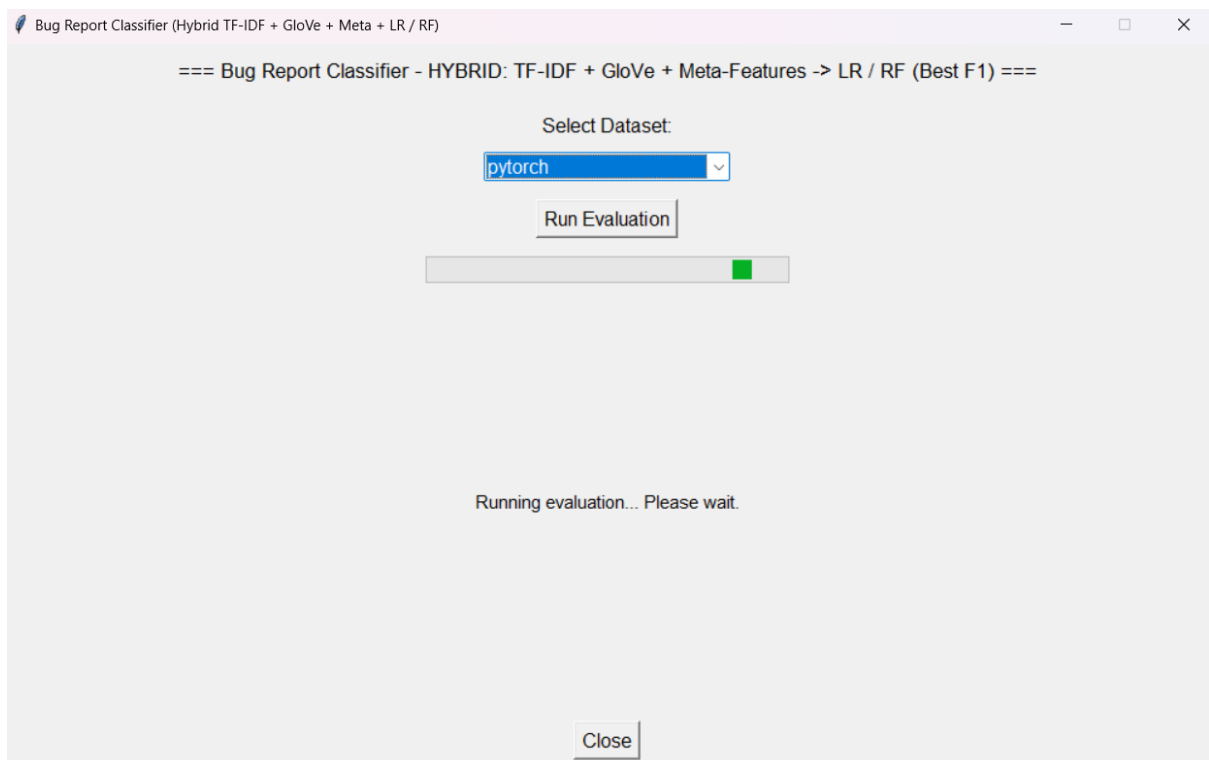 Bug Report Classifier (Hybrid TF-IDF + GloVe + Meta + LR / RF)
=== Bug Report Classifier - HYBRID: TF-IDF + GloVe + Meta-Features -> LR / RF (Best F1) ===
Select Dataset:
pytorch
Run Evaluation
Running evaluation... Please wait.
Close